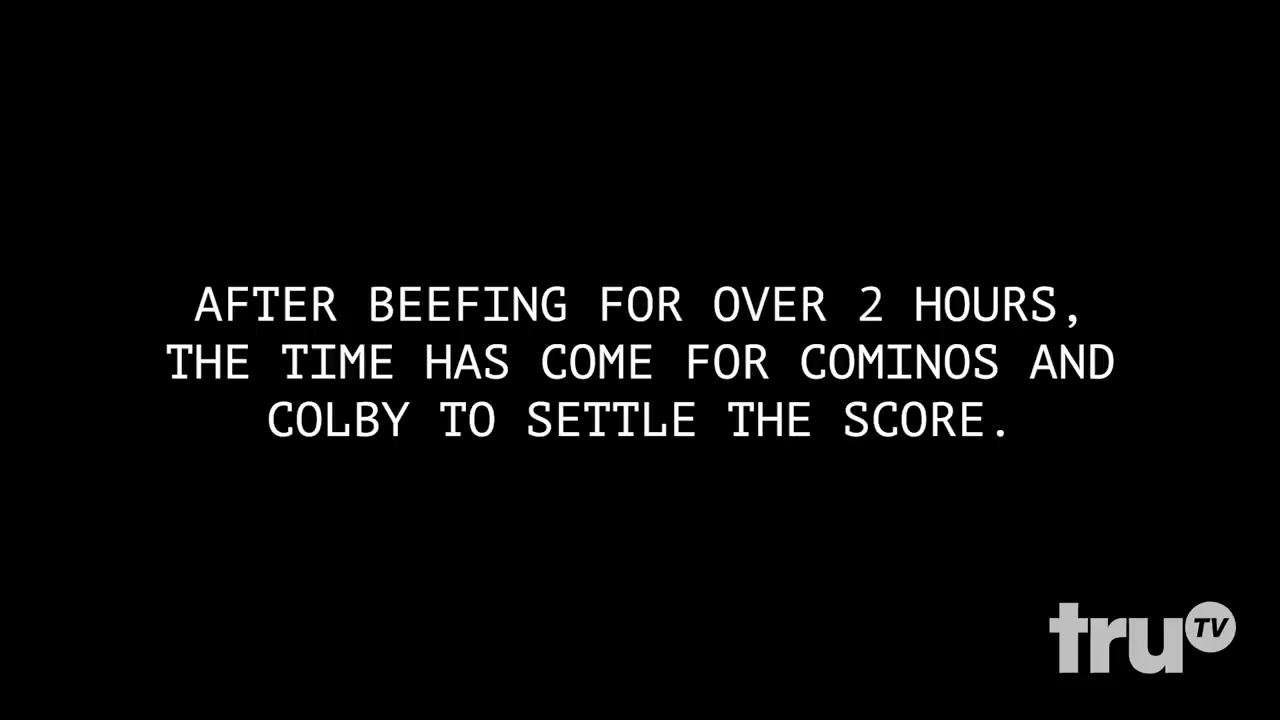 AFTER BEEFING FOR OVER 2 HOURS,
THE TIME HAS COME FOR COMINOS AND
COLBY TO SETTLE THE SCORE.
truTV